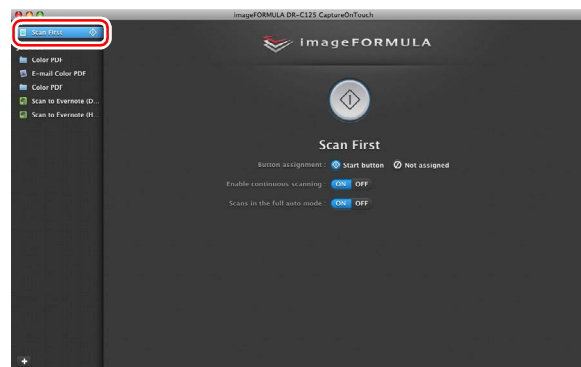 imageFORMULA DR-C125 CaptureOnTouch
Scan First
imageFORMULA
Color PDF
E-mail Color PDF
Color PDF
Scan to Evernote (D...
Scan to Evernote (H...
Scan First
Button assignment : Start button Not assigned
Enable continuous scanning : ON OFF
Scans in the full auto mode : ON OFF